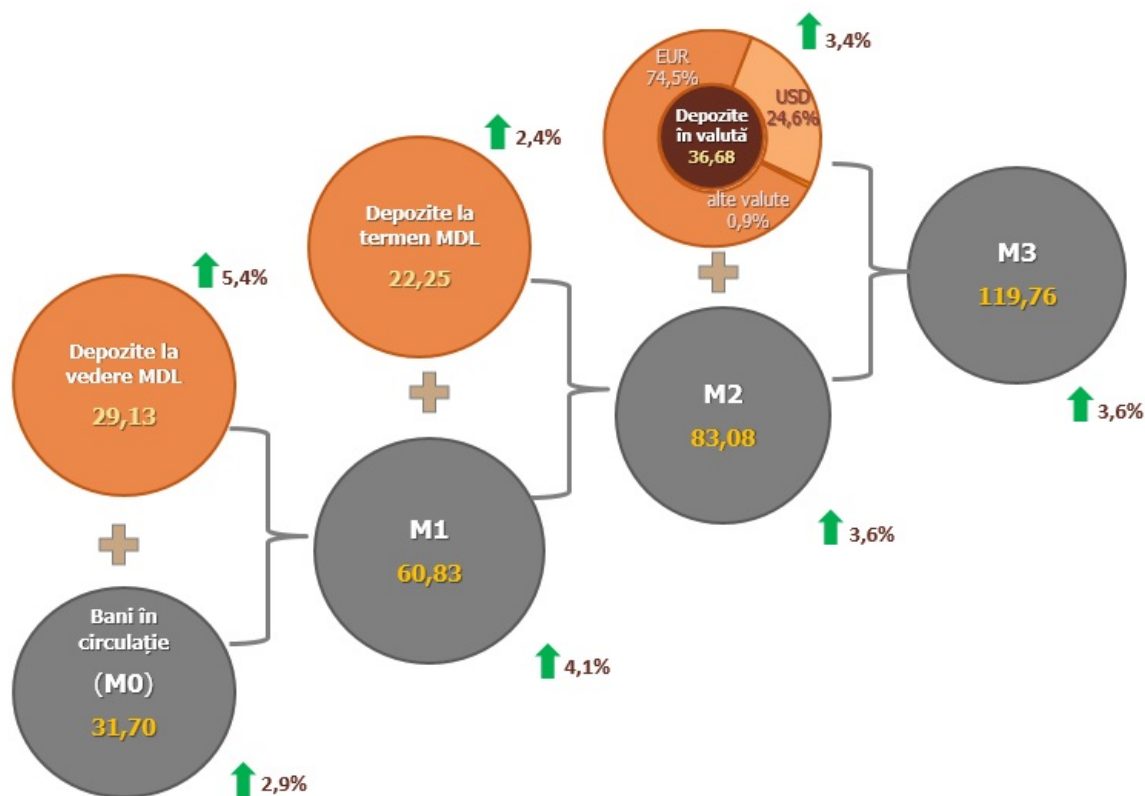 EUR
74,5%
3,4%
USD
24,6%
Depozite
în valută
36,68
alte valute
0,9%
2,4%
Depozite la
termen MDL
22,25
M3
119,76
3,6%
5,4%
Depozite la
vedere MDL
29,13
M2
83,08
3,6%
M1
60,83
4,1%
Bani în
circulație
(M0)
31,70
2,9%